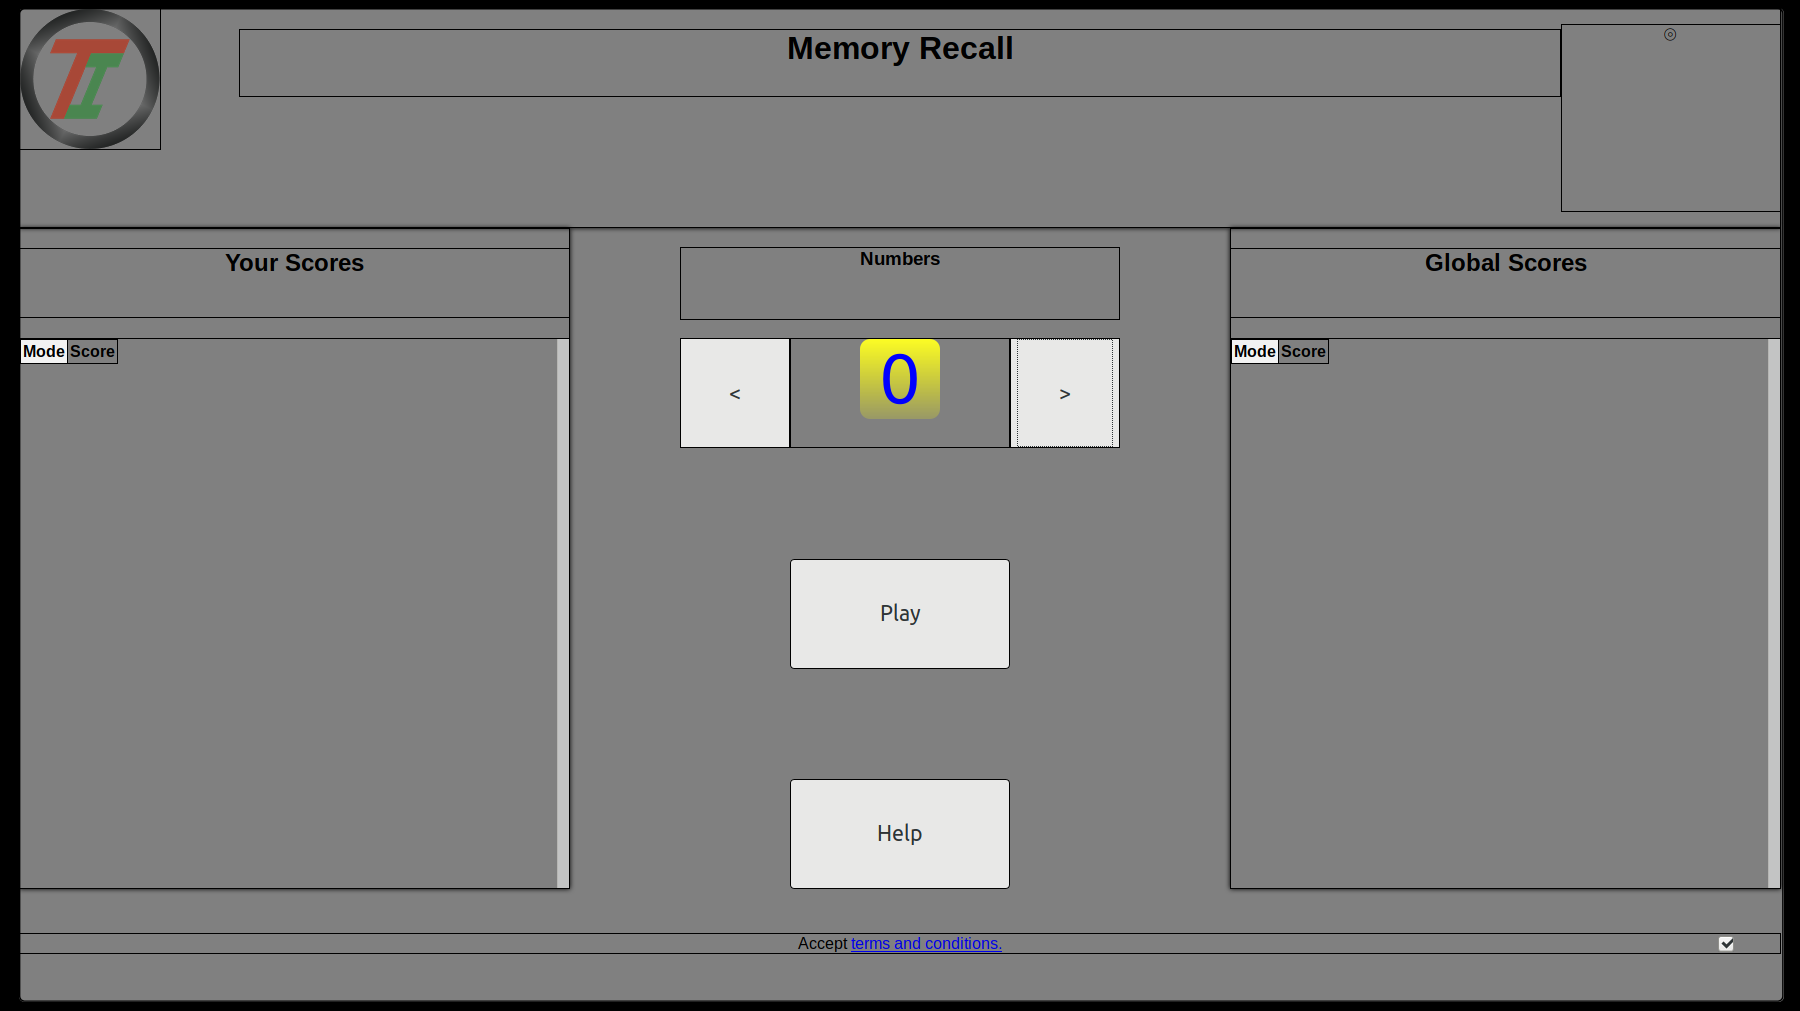 TI
Memory Recall
Your Scores
Mode Score
Numbers
< 0 >
Play
Help
Global Scores
Mode Score
Accept terms and conditions.